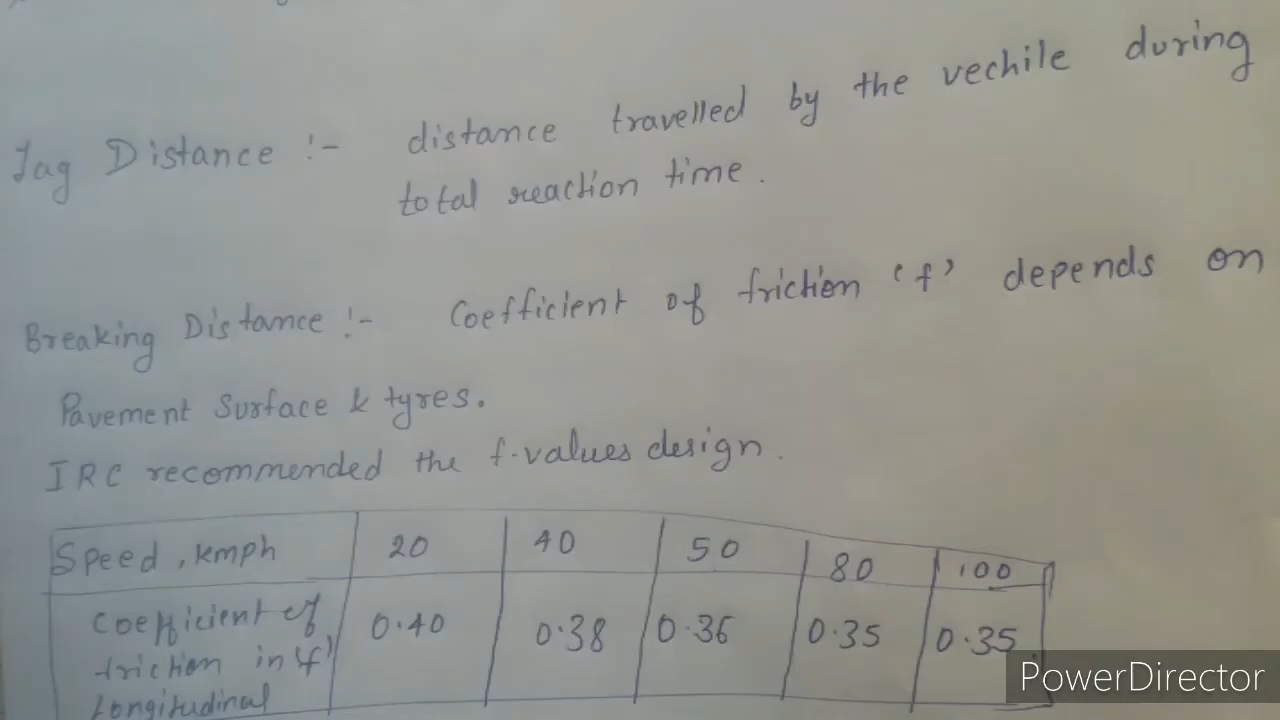 Lag Distance :- distance travelled by the vechile during
total reaction time.
Breaking Distance :- Coefficient of friction 'f' depends on
Pavement Surface & tyres.
IRC recommended the f-values design.
Speed, kmph 20 40 50 80 100
Coefficient of 0.40 0.38 0.36 0.35 0.35
friction in 'f'
Longitudinal
PowerDirector